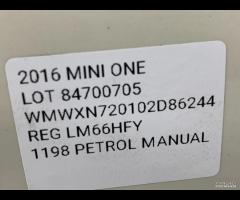 2016 MINI ONE
LOT 84700705
WMWXN720102D86244
REG LM66HFY
1198 PETROL MANUAL